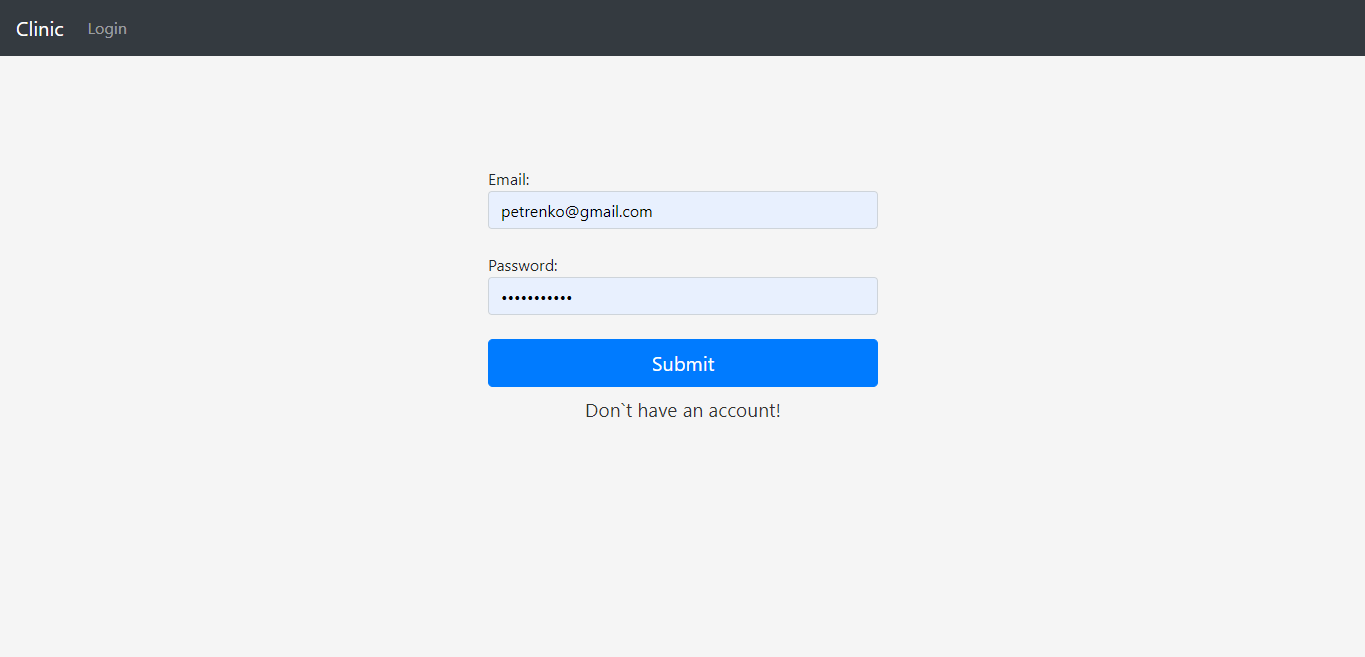 Clinic Login
Email:
petrenko@gmail.com
Password:
•••••••••••
Submit
Don`t have an account!